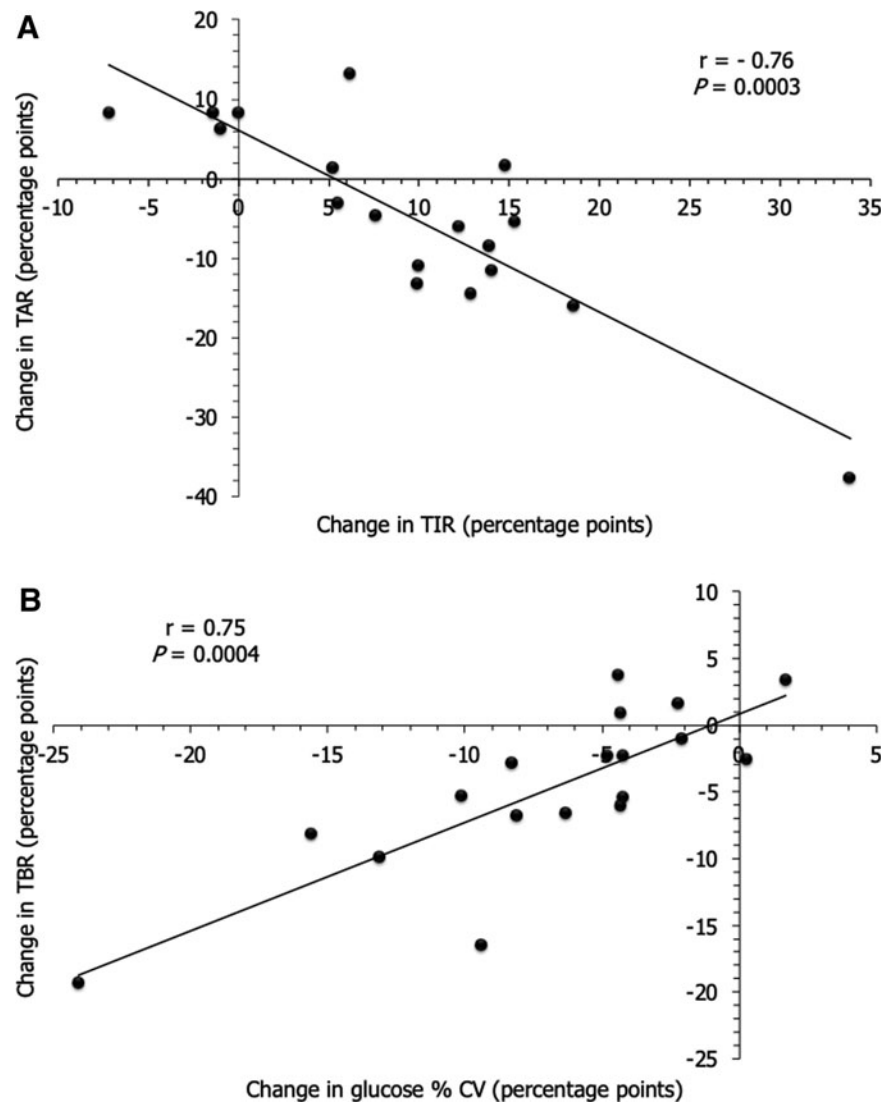 A
20
10
0
-10
-20
-30
-40
-10 -5 0 5 10 15 20 25 30 35
r = - 0.76
P = 0.0003
Change in TAR (percentage points)
Change in TIR (percentage points)
B
10
5
0
-5
-10
-15
-20
-25
-25 -20 -15 -10 -5 0 5
r = 0.75
P = 0.0004
Change in TBR (percentage points)
Change in glucose % CV (percentage points)